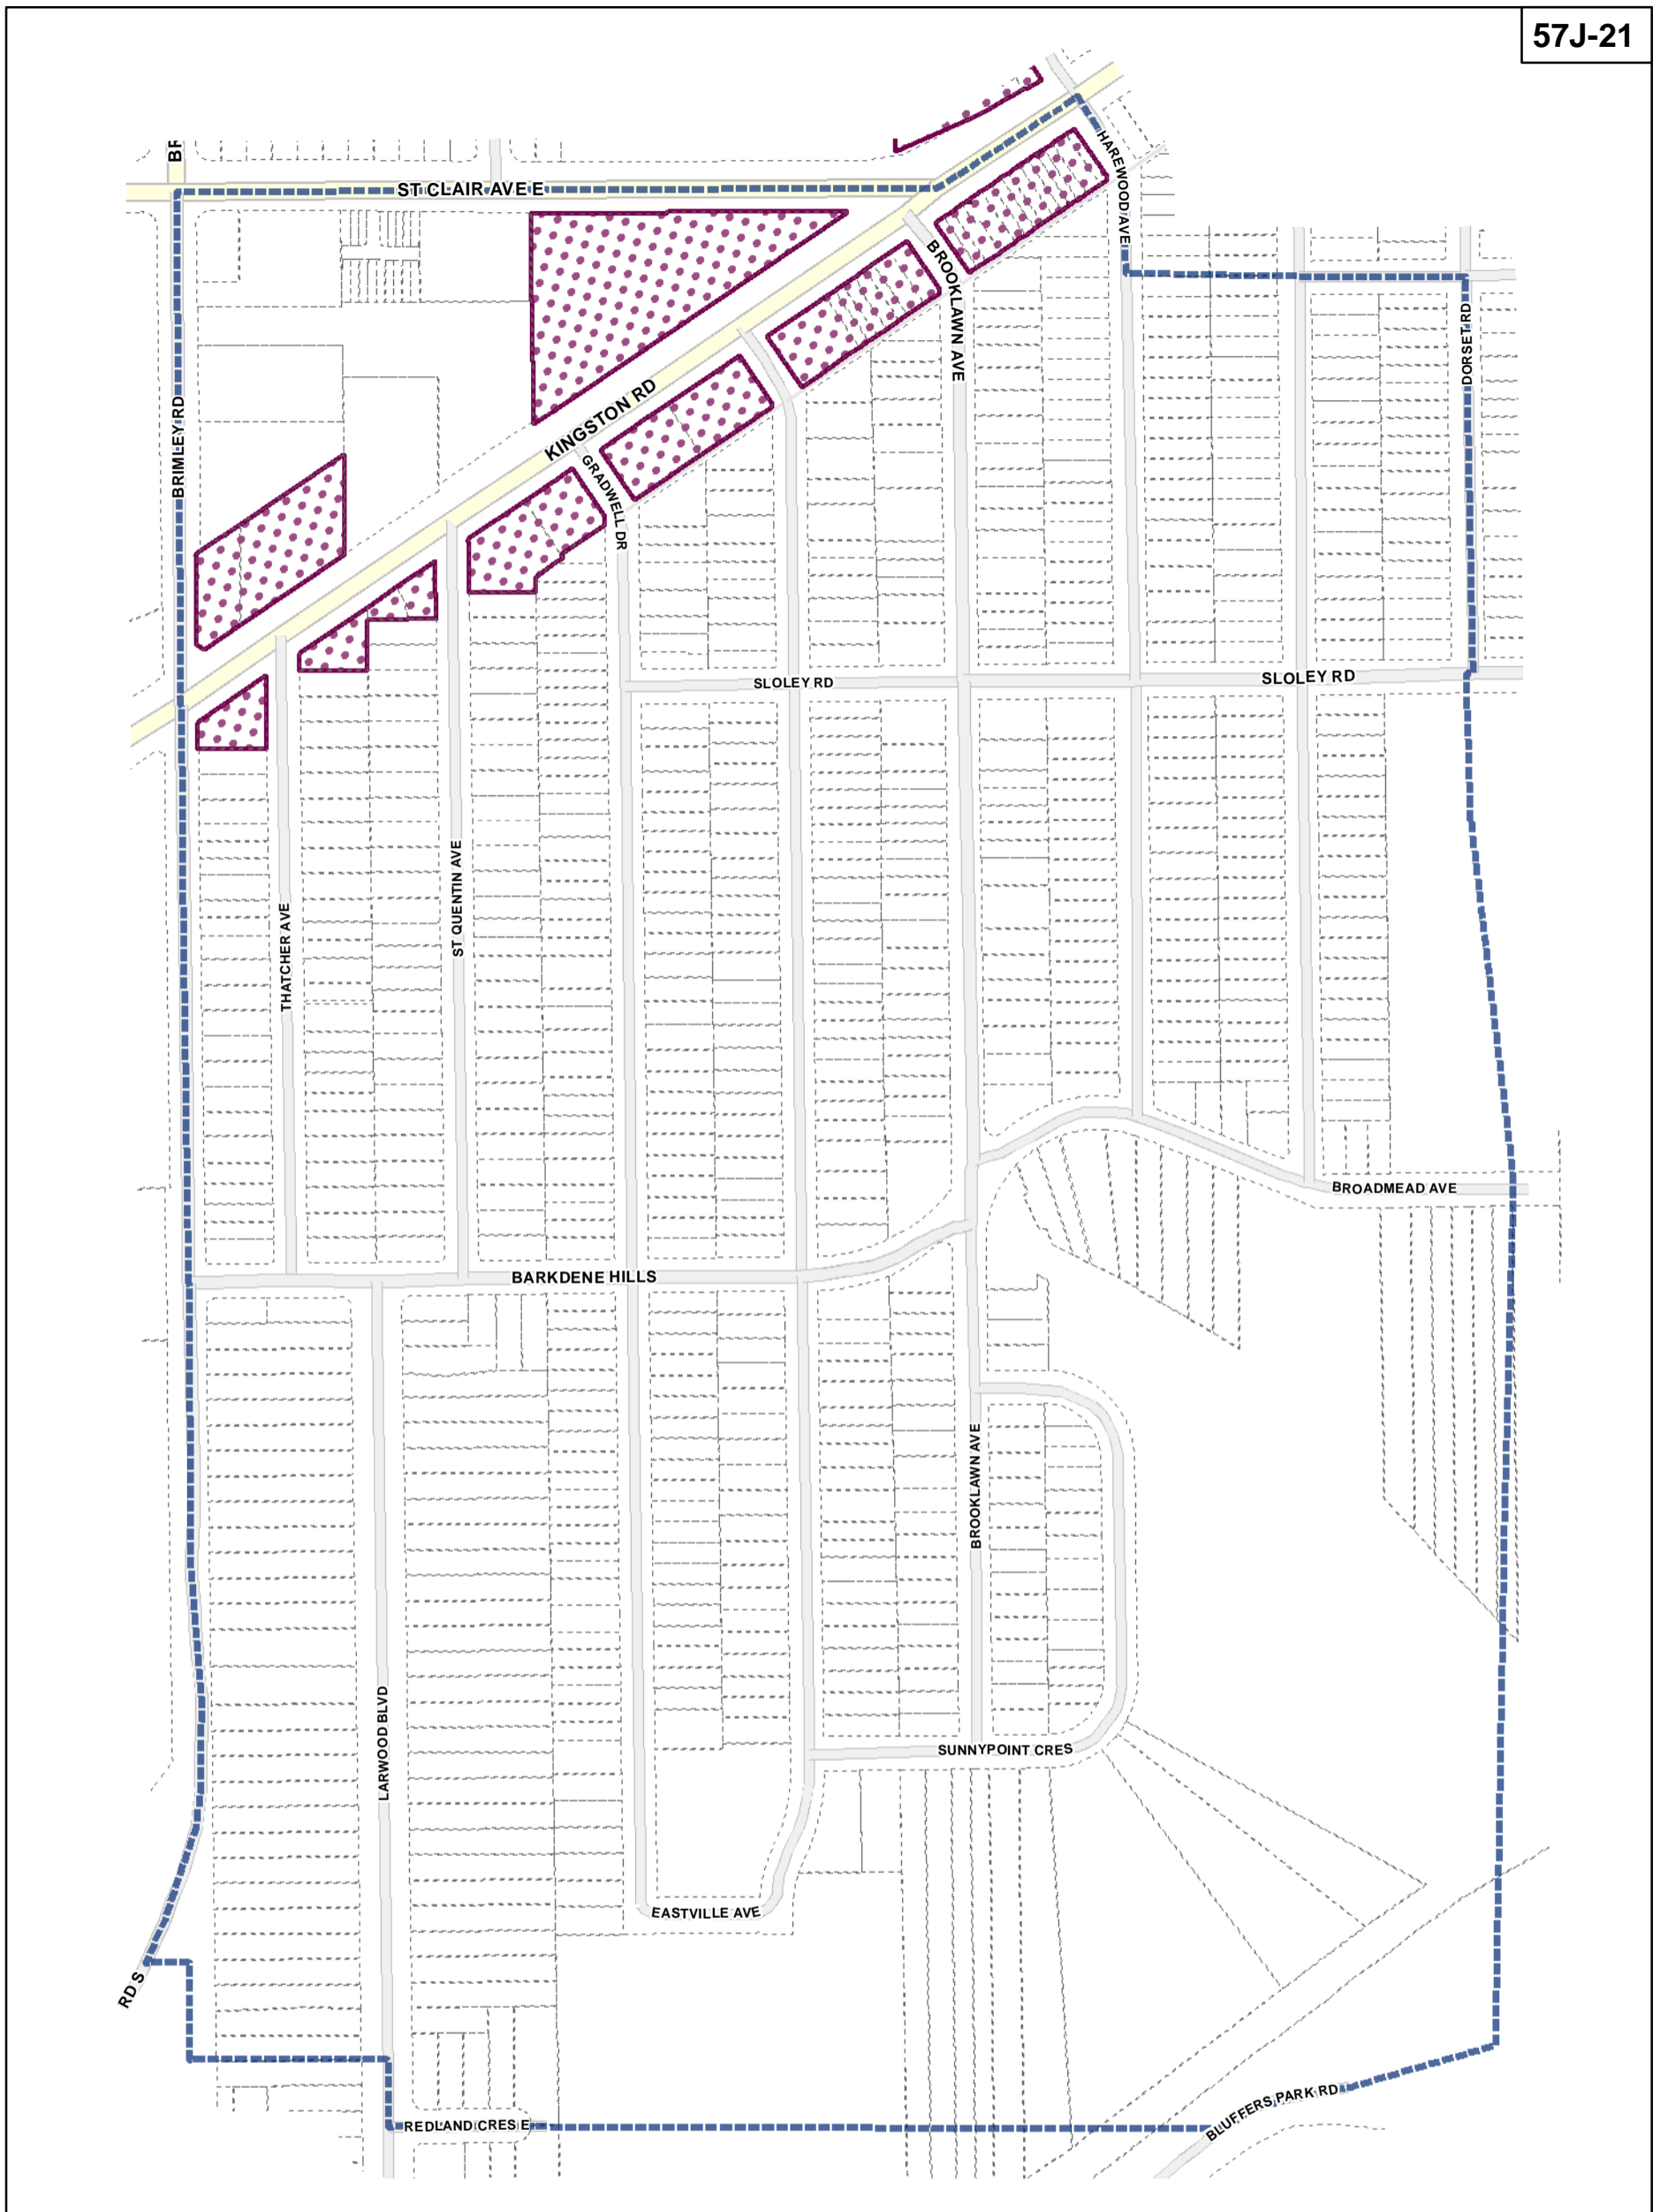 57J-21
BF
ST CLAIR AVE E
HAREWOOD AVE
BROOKLAWN AVE
DORSET RD
KINGSTON RD
BRIMLEY RD
GRADWELL DR
SLOLEY RD
SLOLEY RD
ST QUENTIN AVE
THATCHER AVE
BROADMEAD AVE
BARKDENE HILLS
BROOKLAWN AVE
LARWOOD BLVD
SUNNYPOINT CRES
EASTVILLE AVE
RD S
BLUFFERS PARK RD
REDLAND CRES E